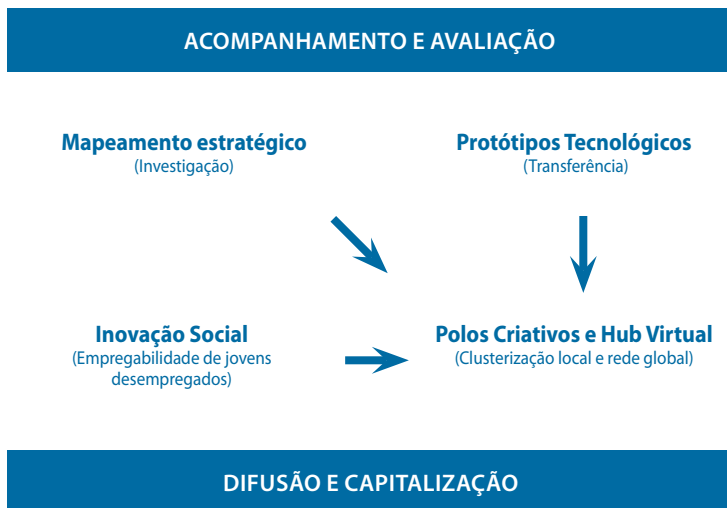 ACOMPANHAMENTO E AVALIAÇÃO
Mapeamento estratégico
(Investigação)
Protótipos Tecnológicos
(Transferência)
Inovação Social
(Empregabilidade de jovens
desempregados)
Polos Criativos e Hub Virtual
(Clusterização local e rede global)
DIFUSÃO E CAPITALIZAÇÃO